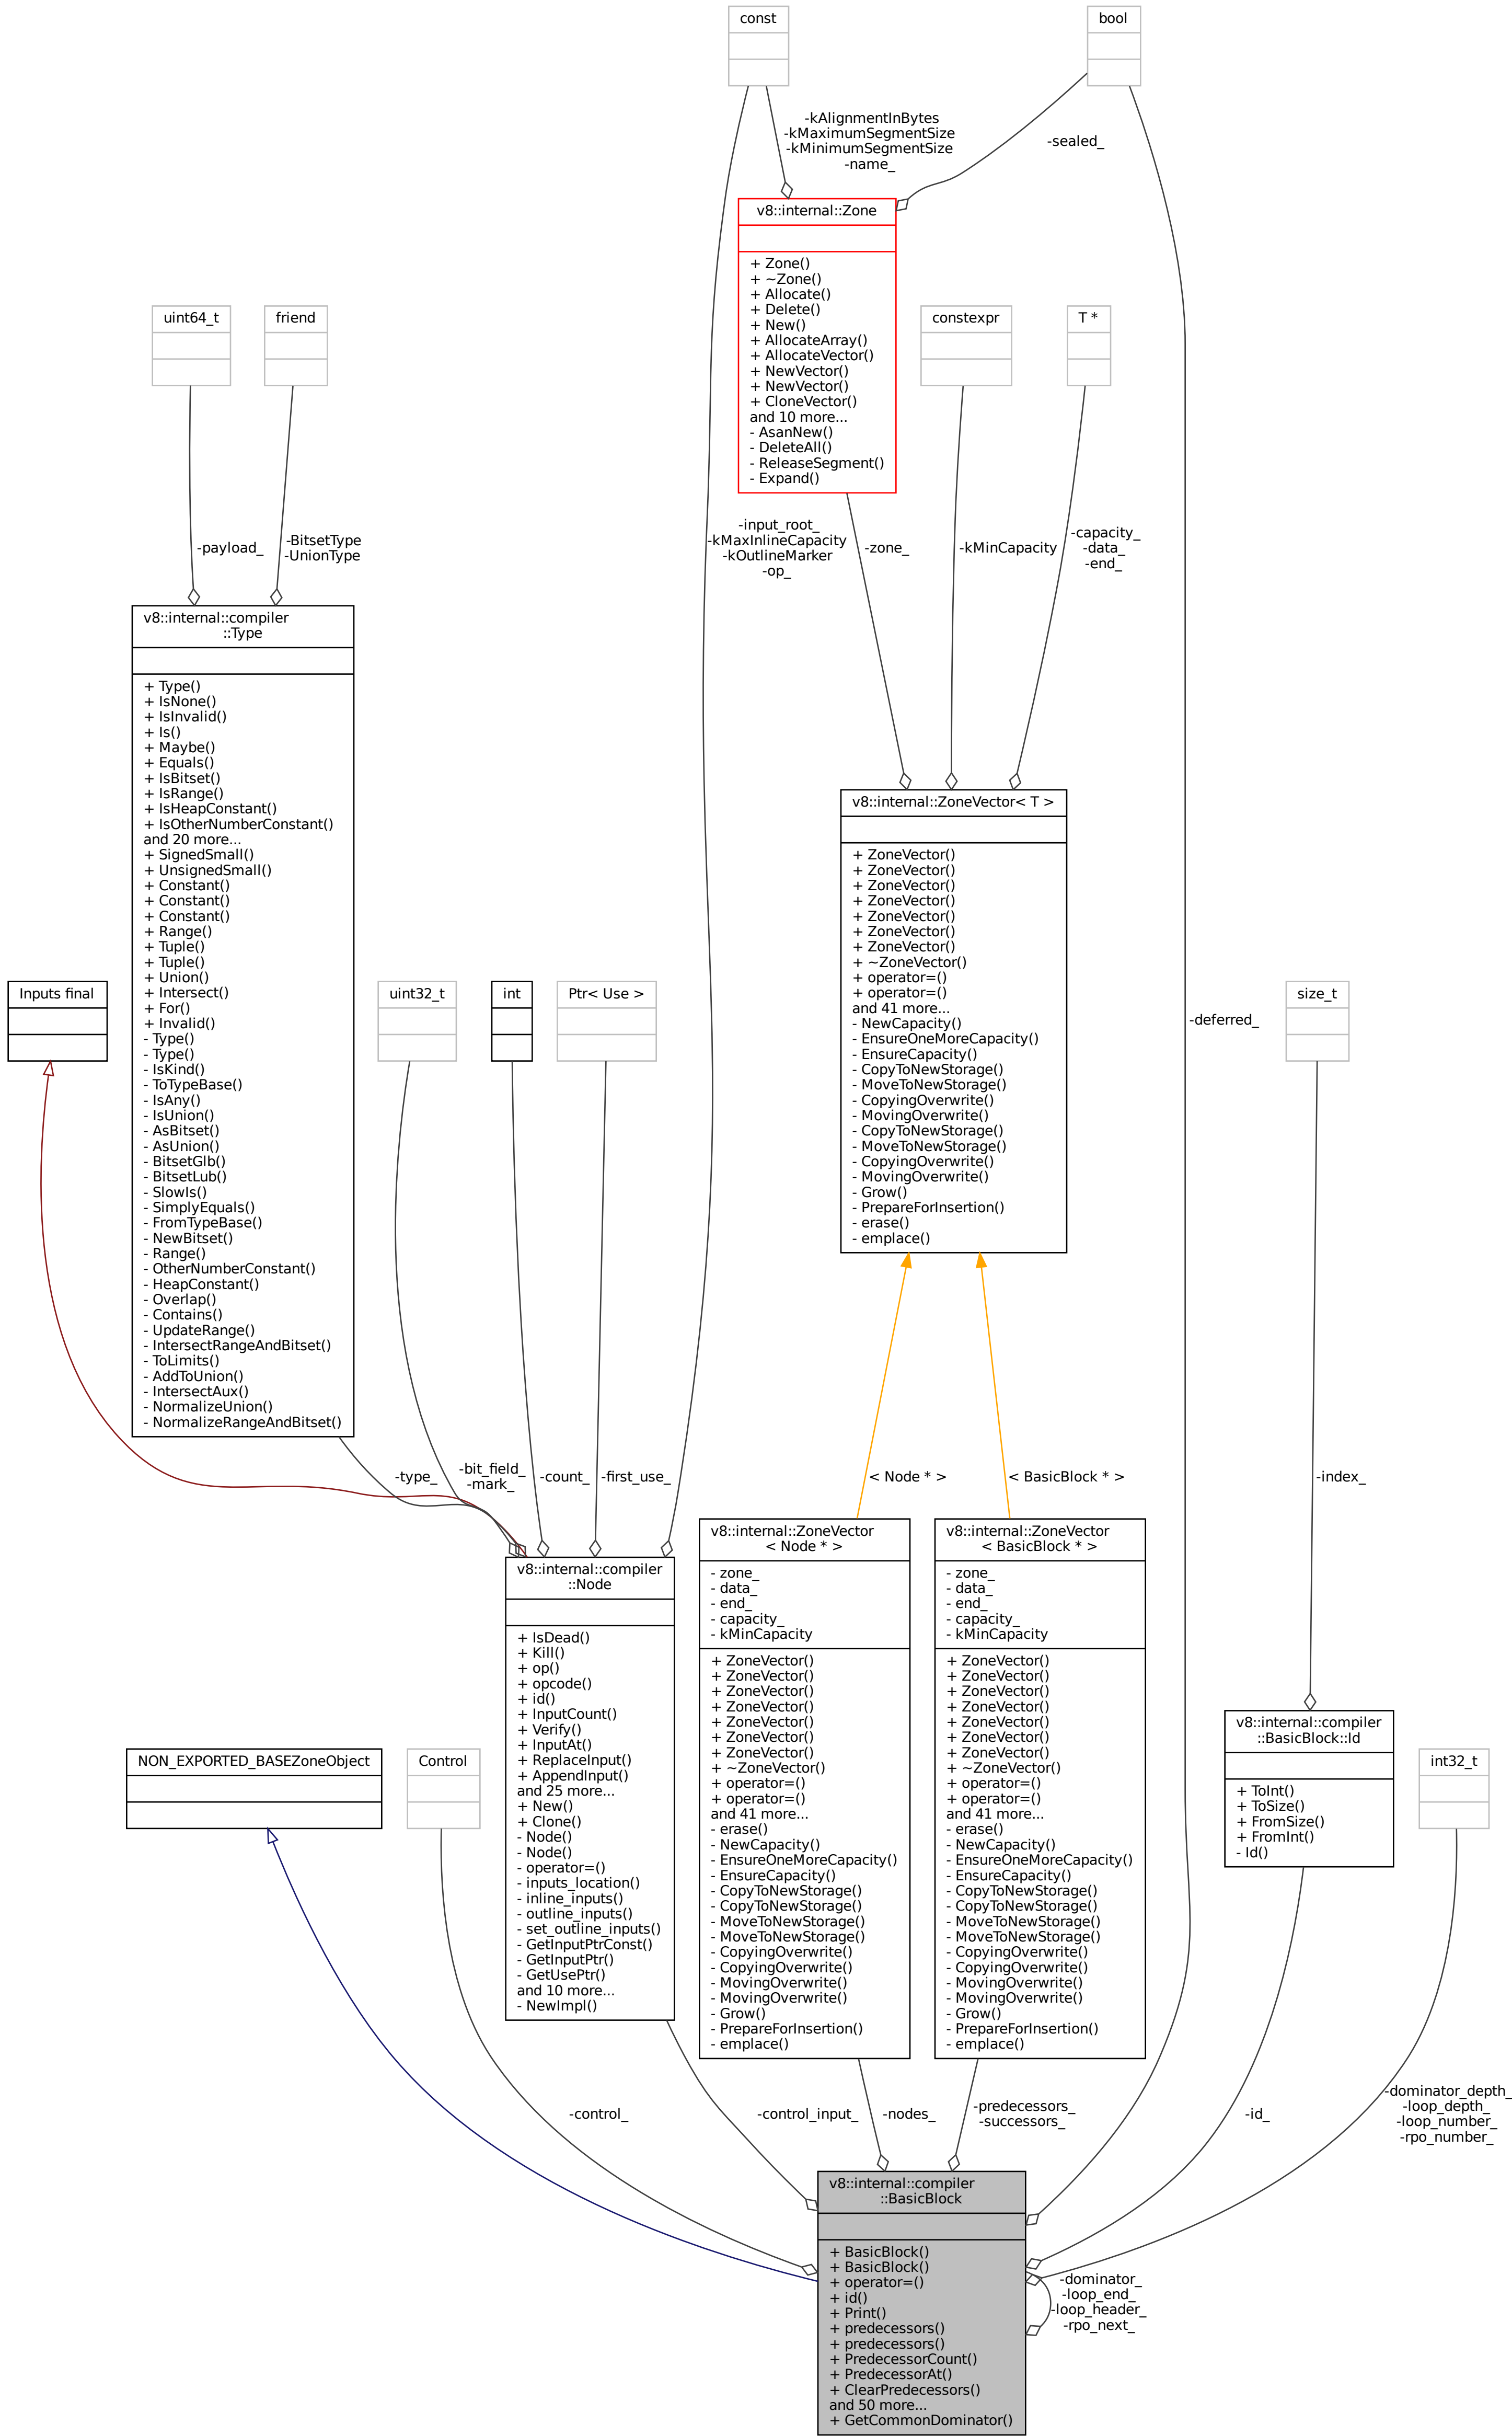 const
bool
-kAlignmentInBytes
-kMaximumSegmentSize
-kMinimumSegmentSize
-name_
-sealed_
v8::internal::Zone
+ Zone()
+ ~Zone()
+ Allocate()
+ Delete()
+ New()
+ AllocateArray()
+ AllocateVector()
+ NewVector()
+ NewVector()
+ CloneVector()
and 10 more...
- AsanNew()
- DeleteAll()
- ReleaseSegment()
- Expand()
uint64_t
friend
constexpr
T *
-payload_
-BitsetType
-UnionType
-input_root_
-kMaxInlineCapacity
-kOutlineMarker
-op_
-zone_
-kMinCapacity
-capacity_
-data_
-end_
v8::internal::compiler
::Type
+ Type()
+ IsNone()
+ IsInvalid()
+ Is()
+ Maybe()
+ Equals()
+ IsBitset()
+ IsRange()
+ IsHeapConstant()
+ IsOtherNumberConstant()
and 20 more...
+ SignedSmall()
+ UnsignedSmall()
+ Constant()
+ Constant()
+ Constant()
+ Range()
+ Tuple()
+ Tuple()
+ Union()
+ Intersect()
+ For()
+ Invalid()
- Type()
- Type()
- IsKind()
- ToTypeBase()
- IsAny()
- IsUnion()
- AsBitset()
- AsUnion()
- BitsetGlb()
- BitsetLub()
- SlowIs()
- SimplyEquals()
- FromTypeBase()
- NewBitset()
- Range()
- OtherNumberConstant()
- HeapConstant()
- Overlap()
- Contains()
- UpdateRange()
- IntersectRangeAndBitset()
- ToLimits()
- AddToUnion()
- IntersectAux()
- NormalizeUnion()
- NormalizeRangeAndBitset()
v8::internal::ZoneVector< T >
+ ZoneVector()
+ ZoneVector()
+ ZoneVector()
+ ZoneVector()
+ ZoneVector()
+ ZoneVector()
+ ZoneVector()
+ ~ZoneVector()
+ operator=()
+ operator=()
and 41 more...
- NewCapacity()
- EnsureOneMoreCapacity()
- EnsureCapacity()
- CopyToNewStorage()
- MoveToNewStorage()
- CopyingOverwrite()
- MovingOverwrite()
- CopyToNewStorage()
- MoveToNewStorage()
- CopyingOverwrite()
- MovingOverwrite()
- Grow()
- PrepareForInsertion()
- erase()
- emplace()
Inputs final
uint32_t
int
Ptr< Use >
size_t
-deferred_
-type_
-bit_field_
-mark_
-count_
-first_use_
< Node * >
< BasicBlock * >
-index_
v8::internal::compiler
::Node
+ IsDead()
+ Kill()
+ op()
+ opcode()
+ id()
+ InputCount()
+ Verify()
+ InputAt()
+ ReplaceInput()
+ AppendInput()
and 25 more...
+ New()
+ Clone()
- Node()
- Node()
- operator=()
- inputs_location()
- inline_inputs()
- outline_inputs()
- set_outline_inputs()
- GetInputPtrConst()
- GetInputPtr()
- GetUsePtr()
and 10 more...
- NewImpl()
v8::internal::ZoneVector
< Node * >
- zone_
- data_
- end_
- capacity_
- kMinCapacity
+ ZoneVector()
+ ZoneVector()
+ ZoneVector()
+ ZoneVector()
+ ZoneVector()
+ ZoneVector()
+ ZoneVector()
+ ~ZoneVector()
+ operator=()
+ operator=()
and 41 more...
- erase()
- NewCapacity()
- EnsureOneMoreCapacity()
- EnsureCapacity()
- CopyToNewStorage()
- CopyToNewStorage()
- MoveToNewStorage()
- MoveToNewStorage()
- CopyingOverwrite()
- CopyingOverwrite()
- MovingOverwrite()
- MovingOverwrite()
- Grow()
- PrepareForInsertion()
- emplace()
v8::internal::ZoneVector
< BasicBlock * >
- zone_
- data_
- end_
- capacity_
- kMinCapacity
+ ZoneVector()
+ ZoneVector()
+ ZoneVector()
+ ZoneVector()
+ ZoneVector()
+ ZoneVector()
+ ZoneVector()
+ ~ZoneVector()
+ operator=()
+ operator=()
and 41 more...
- erase()
- NewCapacity()
- EnsureOneMoreCapacity()
- EnsureCapacity()
- CopyToNewStorage()
- CopyToNewStorage()
- MoveToNewStorage()
- MoveToNewStorage()
- CopyingOverwrite()
- CopyingOverwrite()
- MovingOverwrite()
- MovingOverwrite()
- Grow()
- PrepareForInsertion()
- emplace()
v8::internal::compiler
::BasicBlock::Id
+ ToInt()
+ ToSize()
+ FromSize()
+ FromInt()
- Id()
NON_EXPORTED_BASEZoneObject
Control
int32_t
-control_
-control_input_
-nodes_
-predecessors_
-successors_
-id_
-dominator_depth_
-loop_depth_
-loop_number_
-rpo_number_
v8::internal::compiler
::BasicBlock
+ BasicBlock()
+ BasicBlock()
+ operator=()
+ id()
+ Print()
+ predecessors()
+ predecessors()
+ PredecessorCount()
+ PredecessorAt()
+ ClearPredecessors()
and 50 more...
+ GetCommonDominator()
-dominator_
-loop_end_
-loop_header_
-rpo_next_